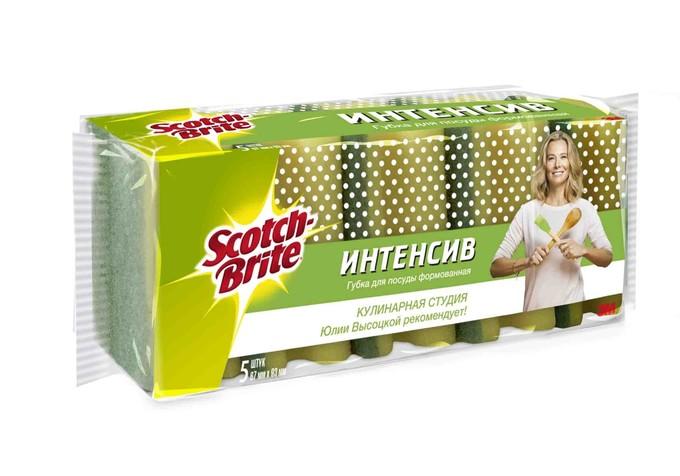 Scotch-
Brite
ИНТЕНСИВ
Губка для посуды формованная
Scotch-
Brite
ИНТЕНСИВ
Губка для посуды формованная
КУЛИНАРНАЯ СТУДИЯ
Юлии Высоцкой рекомендует!
3M
5 ШТУК